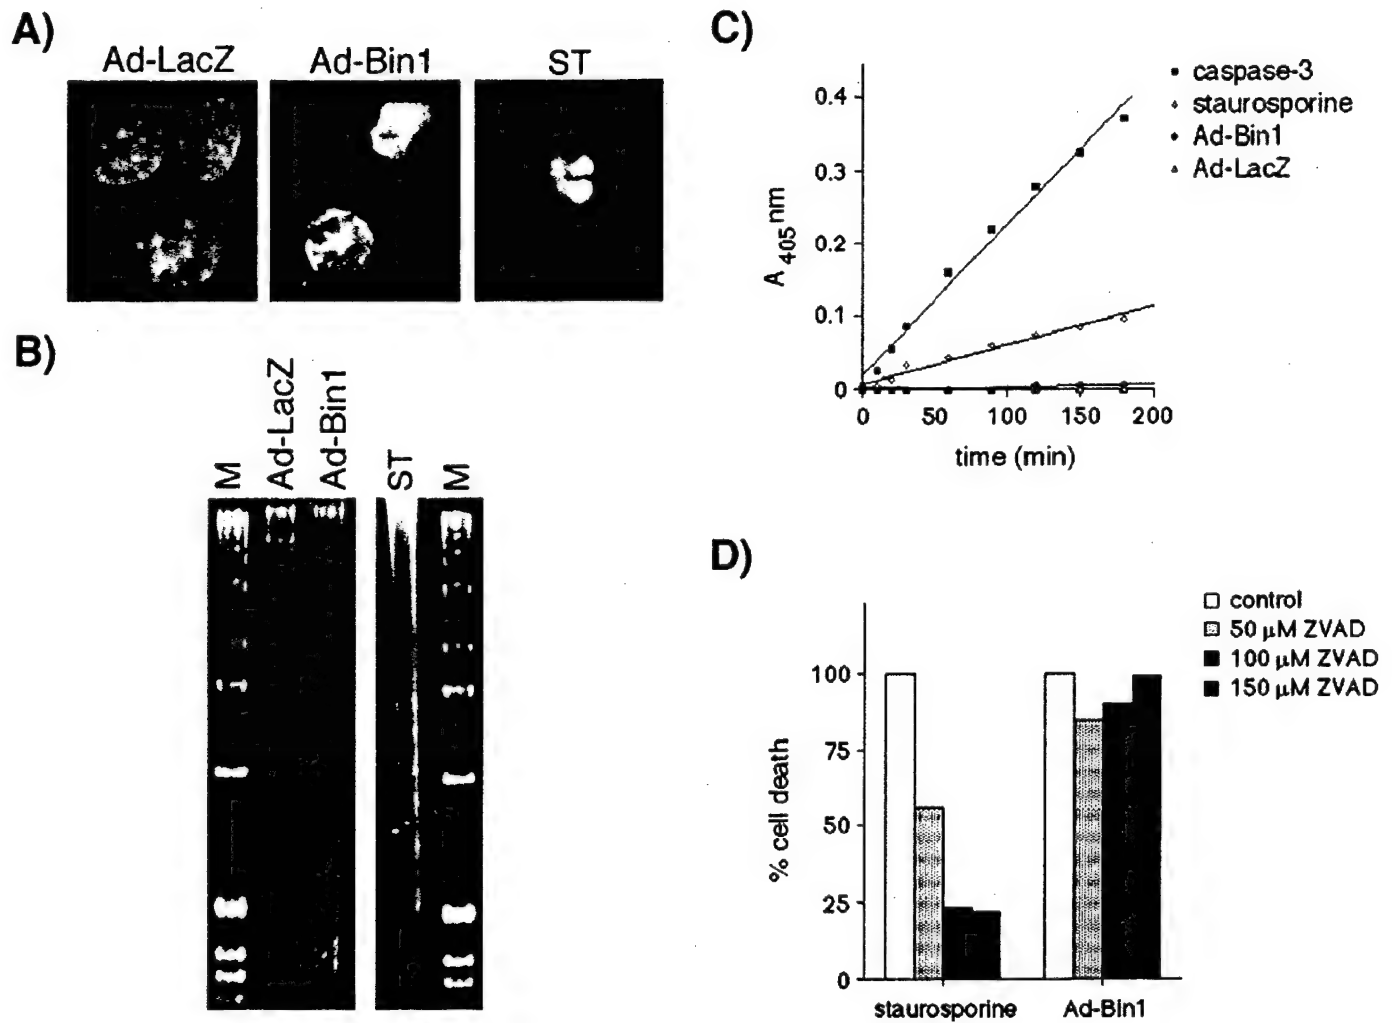 A)
Ad-LacZ
Ad-Bin1
ST
B)
M
Ad-LacZ
Ad-Bin1
ST
M
C)
caspase-3
staurosporine
Ad-Bin1
Ad-LacZ
A405nm
0.4
0.3
0.2
0.1
0
0 50 100 150 200
time (min)
D)
control
50 µM ZVAD
100 µM ZVAD
150 µM ZVAD
% cell death
100
75
50
25
0
staurosporine Ad-Bin1